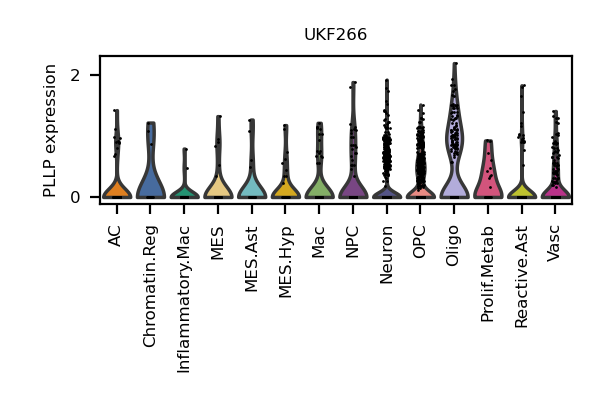 UKF266
PLLP expression
2
0
AC
Chromatin.Reg
Inflammatory.Mac
MES
MES.Ast
MES.Hyp
Mac
NPC
Neuron
OPC
Oligo
Prolif.Metab
Reactive.Ast
Vasc